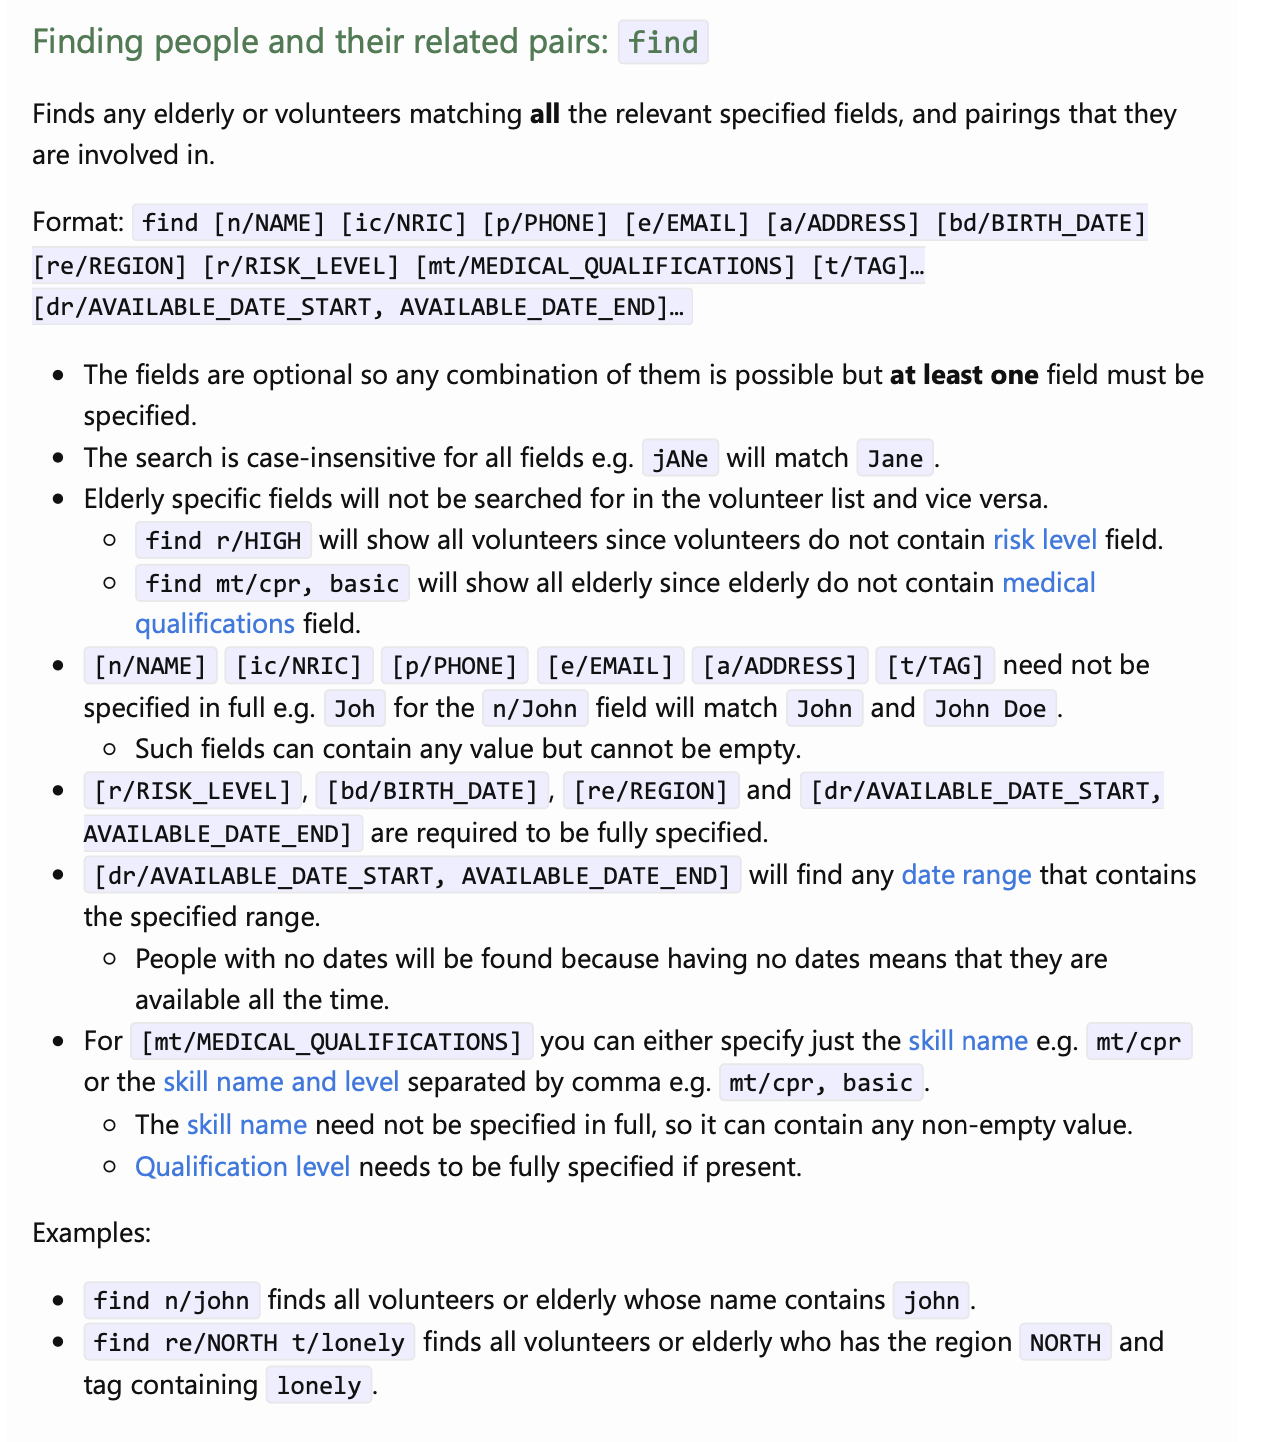 Finding people and their related pairs: find
Finds any elderly or volunteers matching all the relevant specified fields, and pairings that they
are involved in.
Format: find [n/NAME] [ic/NRIC] [p/PHONE] [e/EMAIL] [a/ADDRESS] [bd/BIRTH_DATE]
[re/REGION] [r/RISK_LEVEL] [mt/MEDICAL_QUALIFICATIONS] [t/TAG]…
[dr/AVAILABLE_DATE_START, AVAILABLE_DATE_END]…
• The fields are optional so any combination of them is possible but at least one field must be
specified.
• The search is case-insensitive for all fields e.g. jANe will match Jane.
• Elderly specific fields will not be searched for in the volunteer list and vice versa.
○ find r/HIGH will show all volunteers since volunteers do not contain risk level field.
○ find mt/cpr, basic will show all elderly since elderly do not contain medical
qualifications field.
• [n/NAME] [ic/NRIC] [p/PHONE] [e/EMAIL] [a/ADDRESS] [t/TAG] need not be
specified in full e.g. Joh for the n/John field will match John and John Doe.
○ Such fields can contain any value but cannot be empty.
• [r/RISK_LEVEL], [bd/BIRTH_DATE], [re/REGION] and [dr/AVAILABLE_DATE_START,
AVAILABLE_DATE_END] are required to be fully specified.
• [dr/AVAILABLE_DATE_START, AVAILABLE_DATE_END] will find any date range that contains
the specified range.
○ People with no dates will be found because having no dates means that they are
available all the time.
• For [mt/MEDICAL_QUALIFICATIONS] you can either specify just the skill name e.g. mt/cpr
or the skill name and level separated by comma e.g. mt/cpr, basic.
○ The skill name need not be specified in full, so it can contain any non-empty value.
○ Qualification level needs to be fully specified if present.
Examples:
• find n/john finds all volunteers or elderly whose name contains john.
• find re/NORTH t/lonely finds all volunteers or elderly who has the region NORTH and
tag containing lonely.